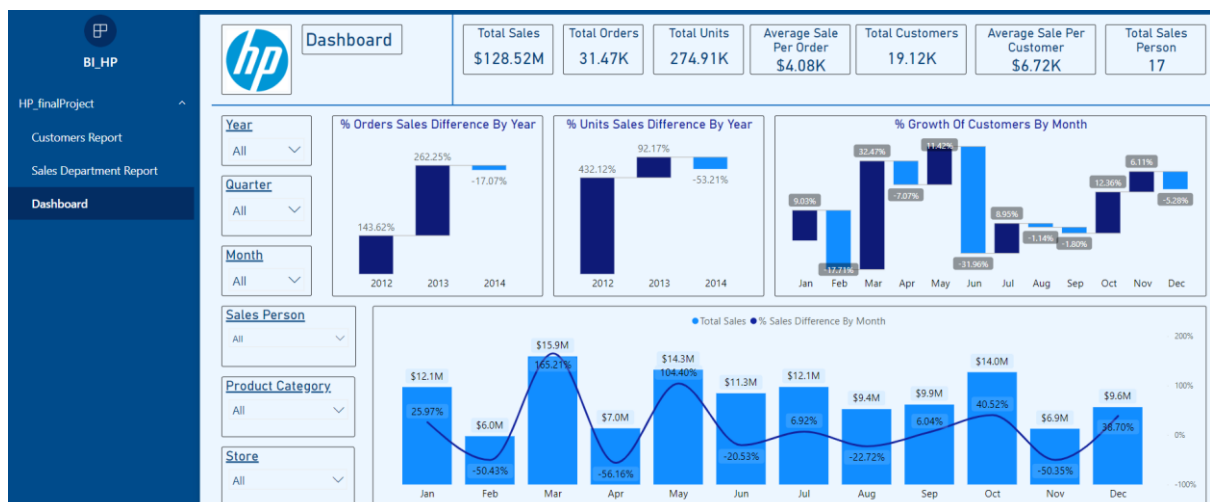 BI_HP
HP_finalProject
Customers Report
Sales Department Report
Dashboard
hp
Dashboard
Total Sales
$128.52M
Total Orders
31.47K
Total Units
274.91K
Average Sale
Per Order
$4.08K
Total Customers
19.12K
Average Sale Per
Customer
$6.72K
Total Sales
Person
17
Year
All
Quarter
All
Month
All
Sales Person
All
Product Category
All
Store
All
% Orders Sales Difference By Year
143.62%
262.25%
-17.07%
2012 2013 2014
% Units Sales Difference By Year
432.12%
92.17%
-53.21%
2012 2013 2014
% Growth Of Customers By Month
9.03%
-17.71%
32.47%
-7.07%
11.42%
-31.96%
8.95%
-1.14%
-1.80%
12.36%
6.11%
-5.28%
Jan Feb Mar Apr May Jun Jul Aug Sep Oct Nov Dec
Total Sales % Sales Difference By Month
200%
100%
0%
-100%
$12.1M
25.97%
$6.0M
-50.43%
$15.9M
165.21%
$7.0M
-56.16%
$14.3M
104.40%
$11.3M
-20.53%
$12.1M
6.92%
$9.4M
-22.72%
$9.9M
6.04%
$14.0M
40.52%
$6.9M
-50.35%
$9.6M
38.70%
Jan Feb Mar Apr May Jun Jul Aug Sep Oct Nov Dec